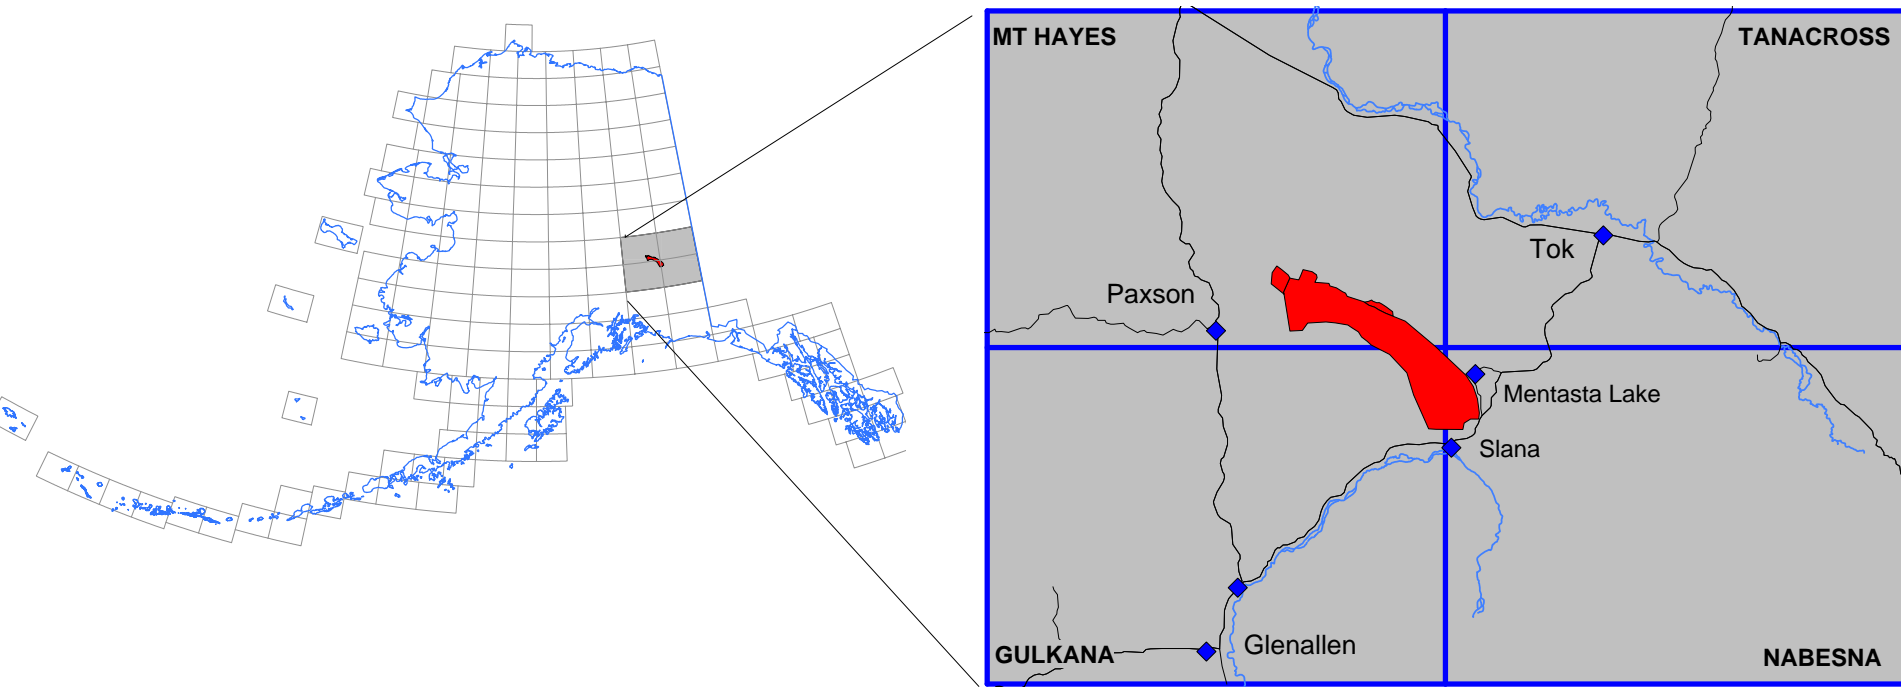 MT HAYES
TANACROSS
Tok
Paxson
Mentasta Lake
Slana
Glenallen
GULKANA
NABESNA